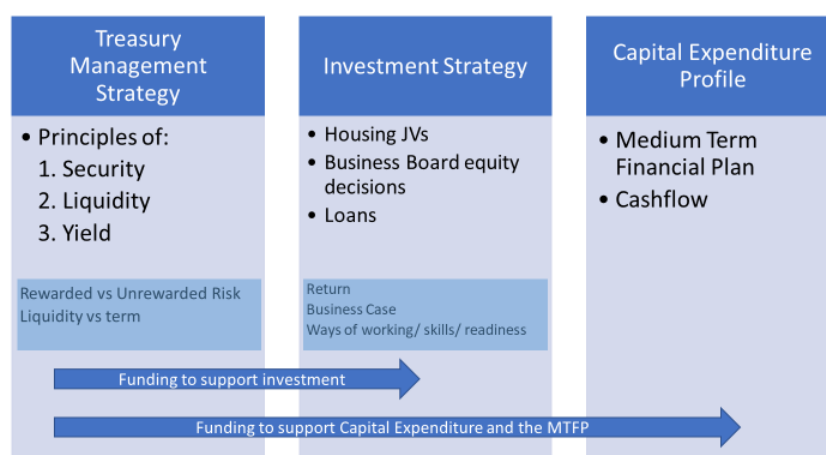 Treasury
Management
Strategy
• Principles of:
1. Security
2. Liquidity
3. Yield
Rewarded vs Unrewarded Risk
Liquidity vs term
Investment Strategy
• Housing JVs
• Business Board equity
decisions
• Loans
Return
Business Case
Ways of working/ skills/ readiness
Capital Expenditure
Profile
• Medium Term
Financial Plan
• Cashflow
Funding to support investment
Funding to support Capital Expenditure and the MTFP